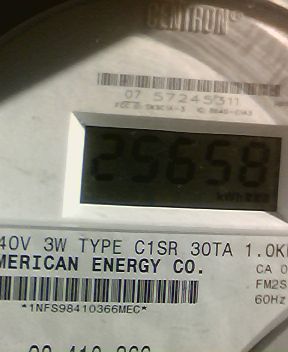 CENTRON®
07 57245311
25658
kWh
40V 3W TYPE C1SR 30TA 1.0K
MERICAN ENERGY CO.
CA 0
FM2S
60Hz
*1NFS98410366MEC*